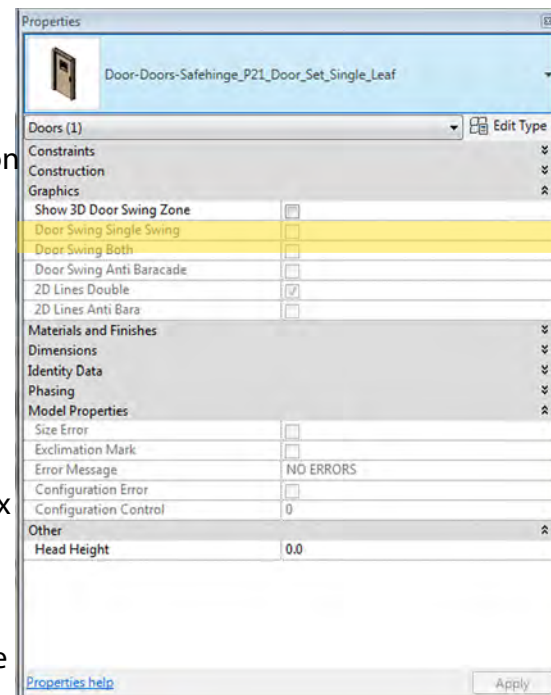 Properties
Door-Doors-Safehinge_P21_Door_Set_Single_Leaf
Doors (1) Edit Type
on
Constraints
Construction
Graphics
Show 3D Door Swing Zone
Door Swing Single Swing
Door Swing Both
Door Swing Anti Baracade
2D Lines Double
2D Lines Anti Bara
Materials and Finishes
Dimensions
Identity Data
Phasing
Model Properties
Size Error
Exclimation Mark
Error Message NO ERRORS
Configuration Error
x
Configuration Control 0
Other
Head Height 0.0
e
Properties help Apply